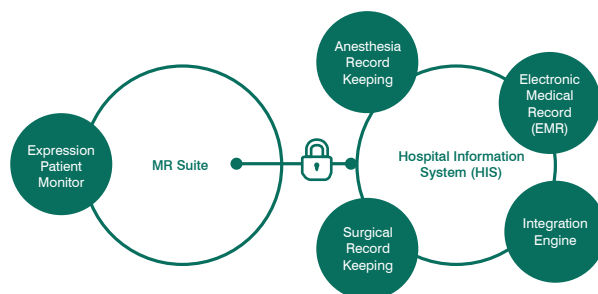 Expression
Patient
Monitor
MR Suite
Anesthesia
Record
Keeping
Electronic
Medical
Record
(EMR)
Hospital Information
System (HIS)
Surgical
Record
Keeping
Integration
Engine